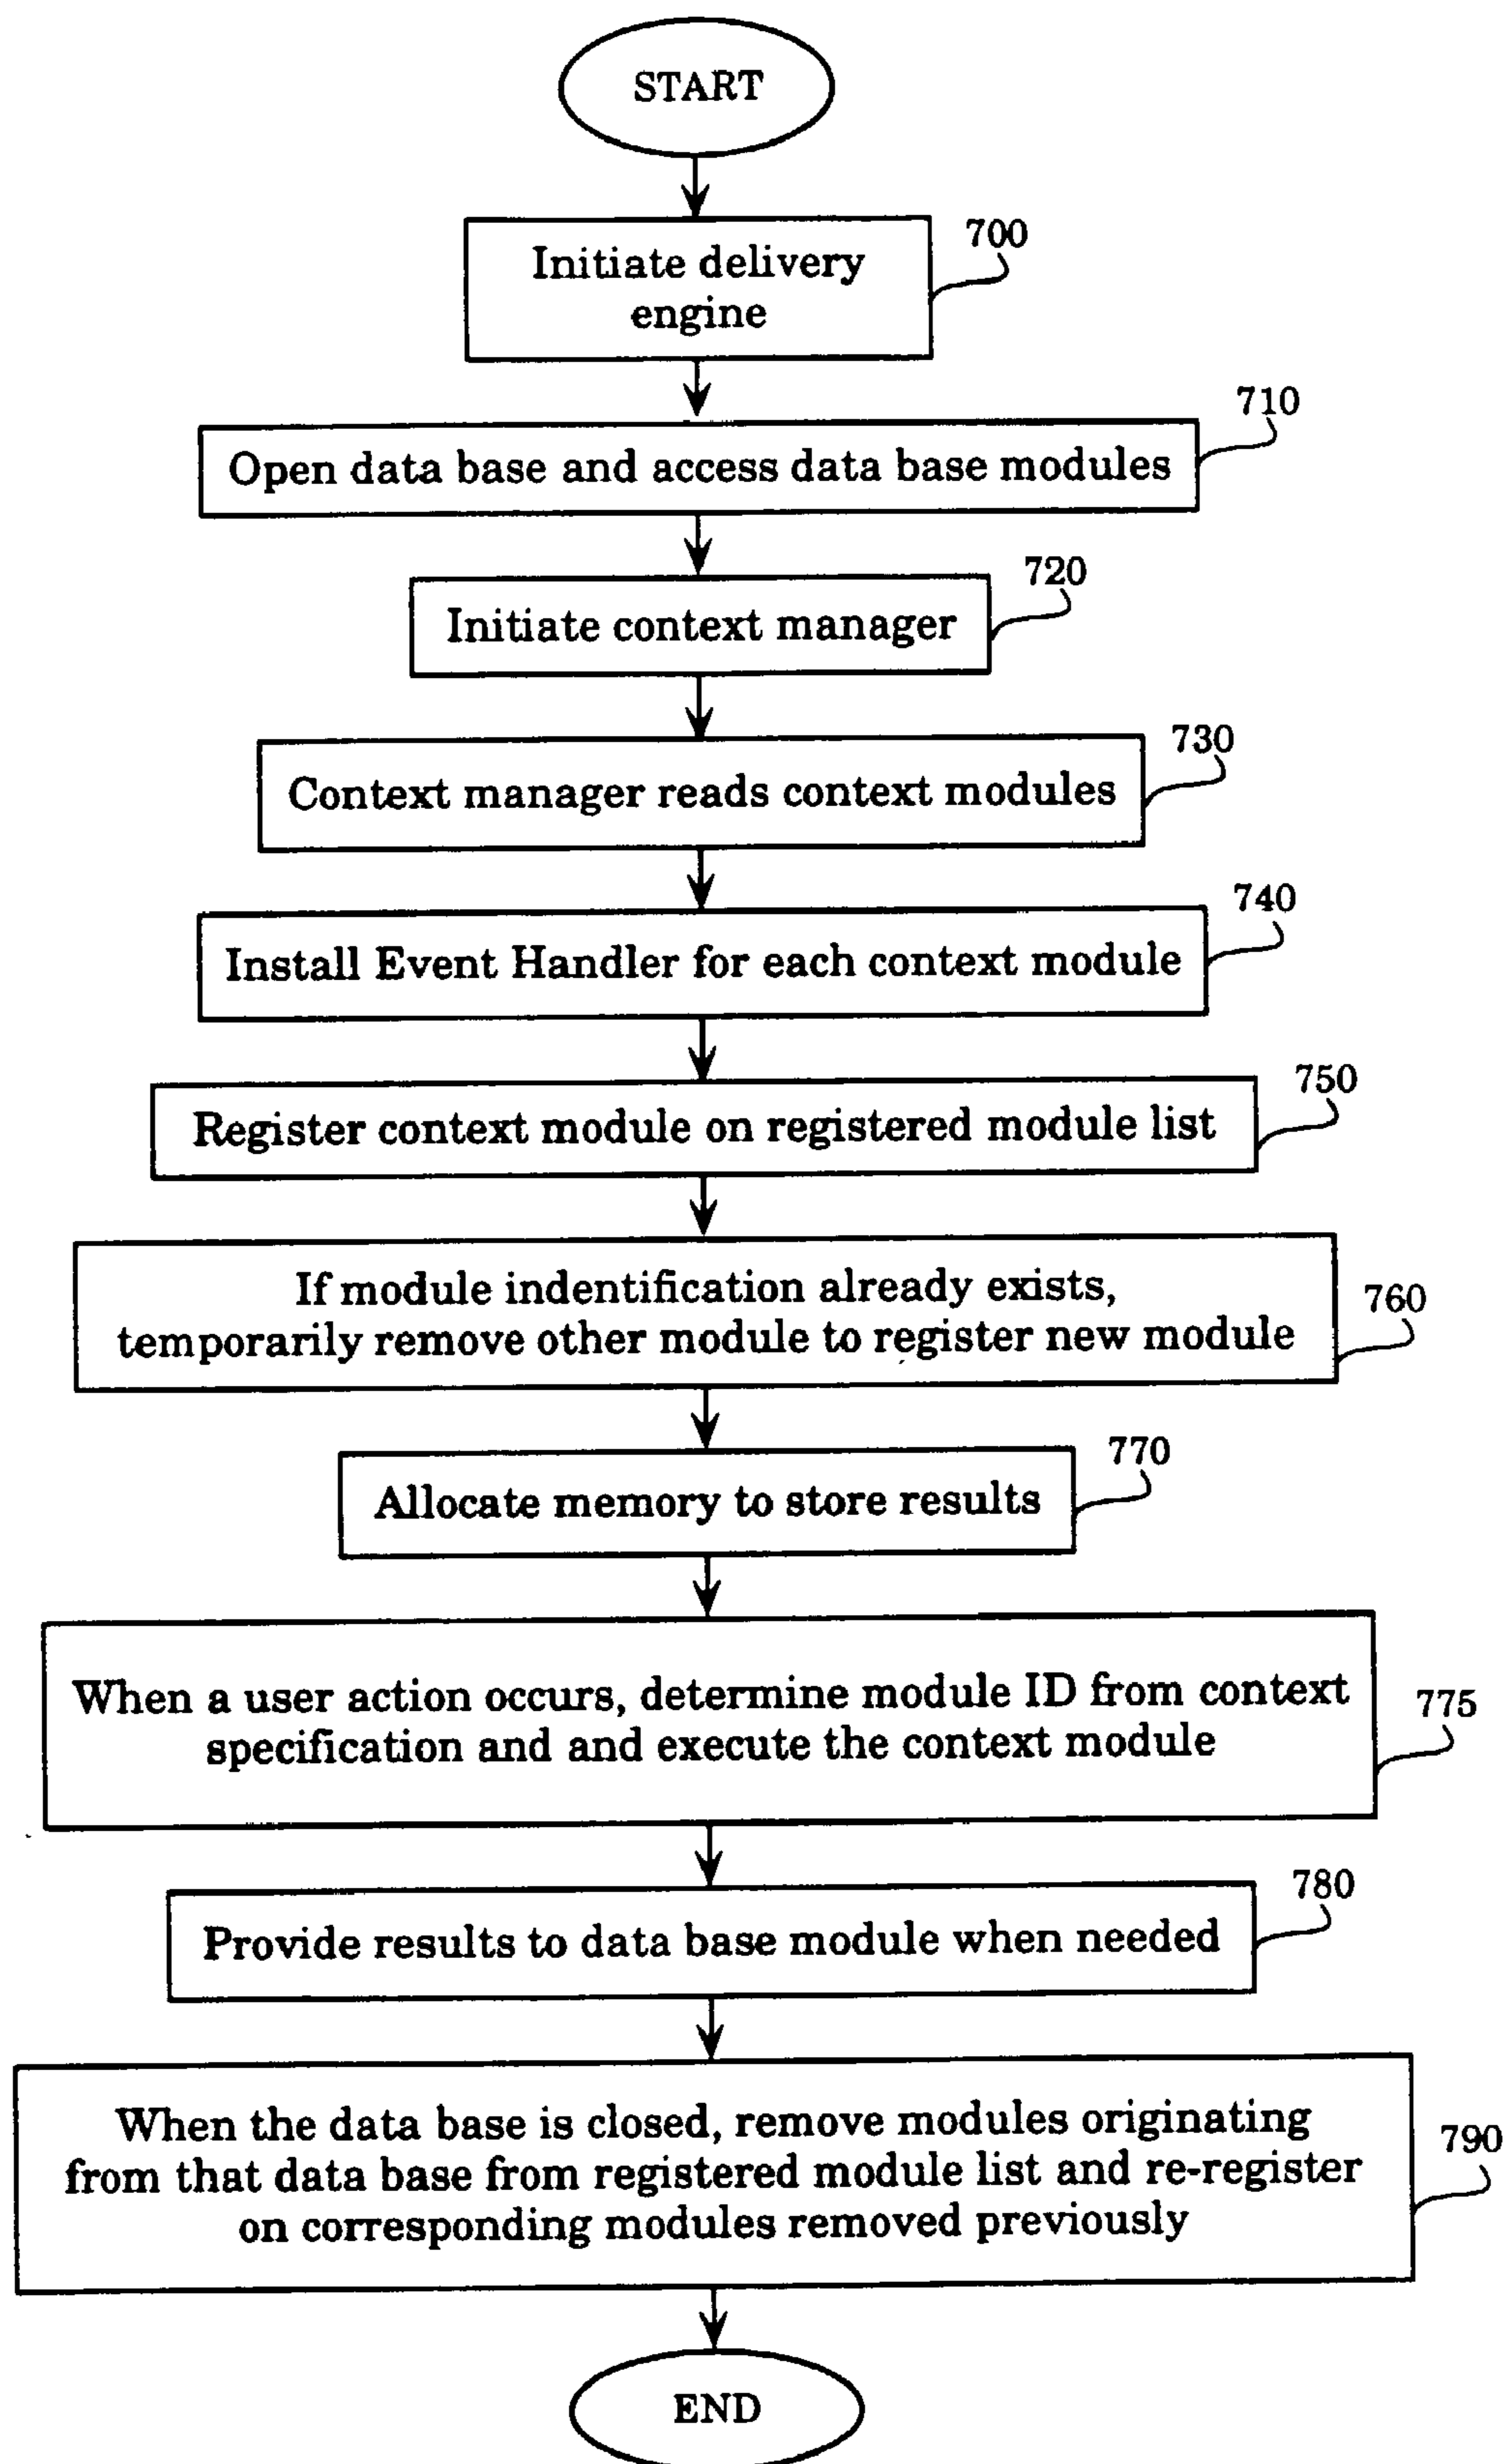 START
700
Initiate delivery
engine
710
Open data base and access data base modules
720
Initiate context manager
730
Context manager reads context modules
740
Install Event Handler for each context module
750
Register context module on registered module list
If module indentification already exists,
temporarily remove other module to register new module
760
770
Allocate memory to store results
When a user action occurs, determine module ID from context
specification and and execute the context module
775
780
Provide results to data base module when needed
When the data base is closed, remove modules originating
from that data base from registered module list and re-register
on corresponding modules removed previously
790
END